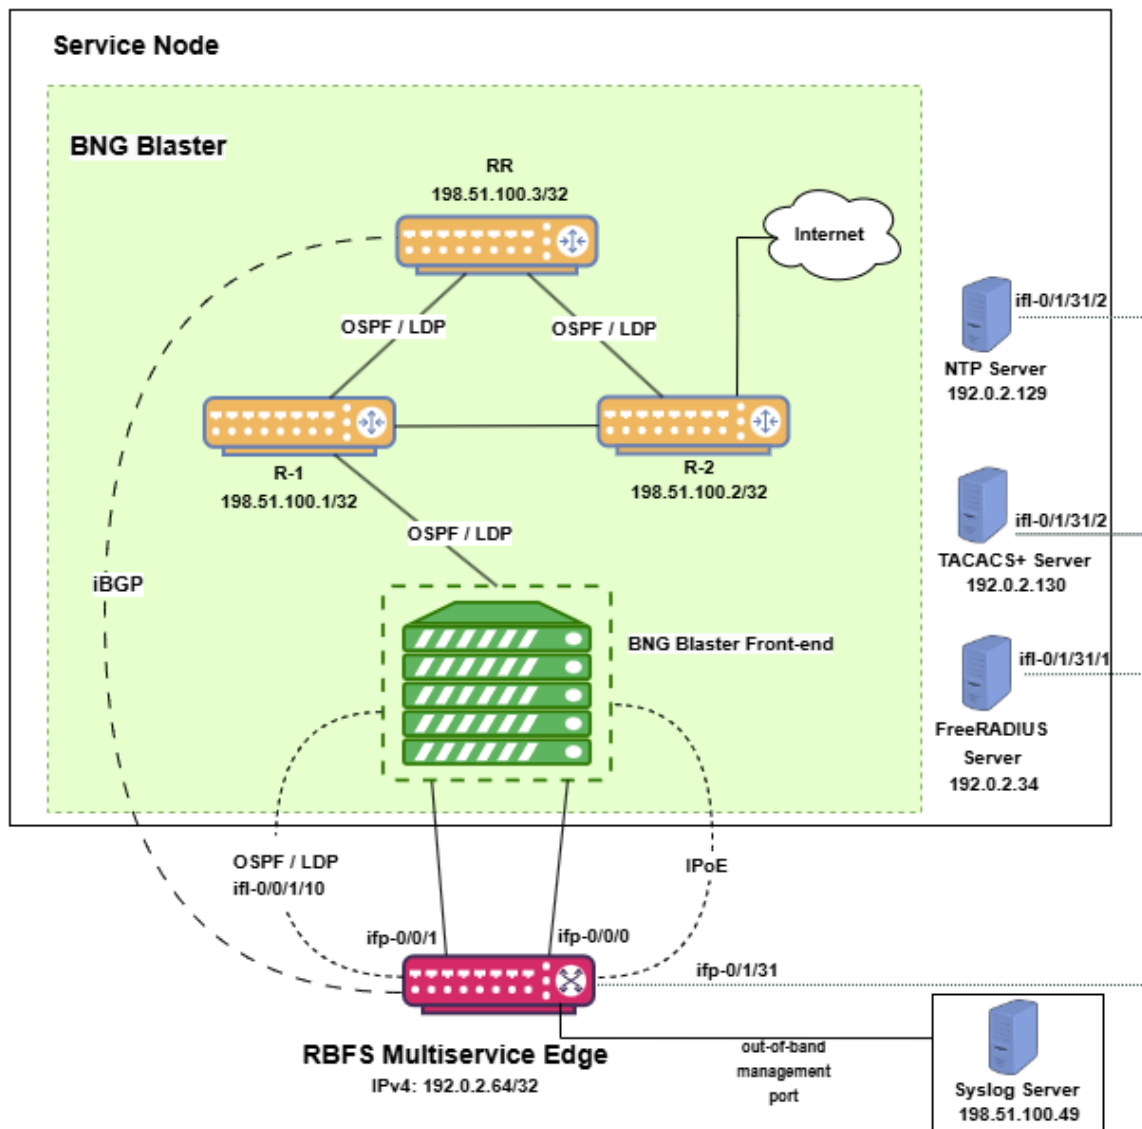 Service Node
BNG Blaster
RR
198.51.100.3/32
Internet
OSPF / LDP
OSPF / LDP
ifl-0/1/31/2
NTP Server
192.0.2.129
R-1
198.51.100.1/32
R-2
198.51.100.2/32
OSPF / LDP
ifl-0/1/31/2
TACACS+ Server
192.0.2.130
iBGP
BNG Blaster Front-end
ifl-0/1/31/1
FreeRADIUS
Server
192.0.2.34
OSPF / LDP
ifl-0/0/1/10
IPoE
ifp-0/0/1
ifp-0/0/0
ifp-0/1/31
RBFS Multiservice Edge
IPv4: 192.0.2.64/32
out-of-band
management
port
Syslog Server
198.51.100.49